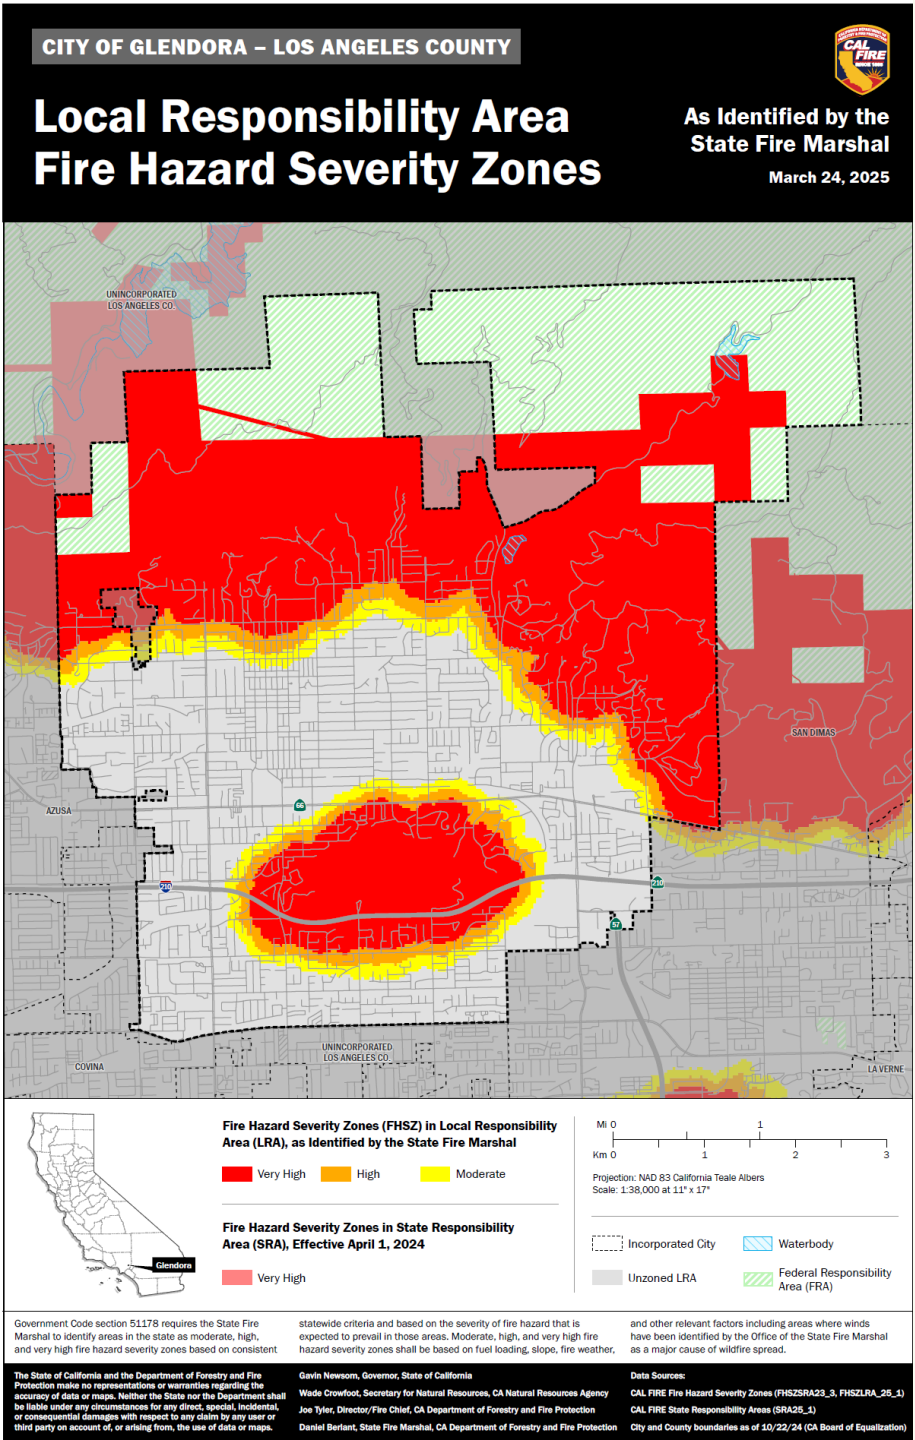 CITY OF GLENDORA – LOS ANGELES COUNTY
Local Responsibility Area
Fire Hazard Severity Zones
CALIFORNIA DEPARTMENT OF
FORESTRY & FIRE PROTECTION
CAL
FIRE
SINCE 1885
As Identified by the
State Fire Marshal
March 24, 2025
UNINCORPORATED
LOS ANGELES CO.
SAN DIMAS
AZUSA
66
210
210
57
UNINCORPORATED
LOS ANGELES CO.
COVINA
LA VERNE
Glendora
Fire Hazard Severity Zones (FHSZ) in Local Responsibility
Area (LRA), as Identified by the State Fire Marshal
Very High
High
Moderate
Fire Hazard Severity Zones in State Responsibility
Area (SRA), Effective April 1, 2024
Very High
Mi 0 1
Km 0 1 2 3
Projection: NAD 83 California Teale Albers
Scale: 1:38,000 at 11" x 17"
Incorporated City
Waterbody
Unzoned LRA
Federal Responsibility
Area (FRA)
Government Code section 51178 requires the State Fire
Marshal to identify areas in the state as moderate, high,
and very high fire hazard severity zones based on consistent
statewide criteria and based on the severity of fire hazard that is
expected to prevail in those areas. Moderate, high, and very high fire
hazard severity zones shall be based on fuel loading, slope, fire weather,
and other relevant factors including areas where winds
have been identified by the Office of the State Fire Marshal
as a major cause of wildfire spread.
The State of California and the Department of Forestry and Fire
Protection make no representations or warranties regarding the
accuracy of data or maps. Neither the State nor the Department shall
be liable under any circumstances for any direct, special, incidental,
or consequential damages with respect to any claim by any user or
third party on account of, or arising from, the use of data or maps.
Gavin Newsom, Governor, State of California
Wade Crowfoot, Secretary for Natural Resources, CA Natural Resources Agency
Joe Tyler, Director/Fire Chief, CA Department of Forestry and Fire Protection
Daniel Berlant, State Fire Marshal, CA Department of Forestry and Fire Protection
Data Sources:
CAL FIRE Fire Hazard Severity Zones (FHSZSRA23_3, FHSZLRA_25_1)
CAL FIRE State Responsibility Areas (SRA25_1)
City and County boundaries as of 10/22/24 (CA Board of Equalization)